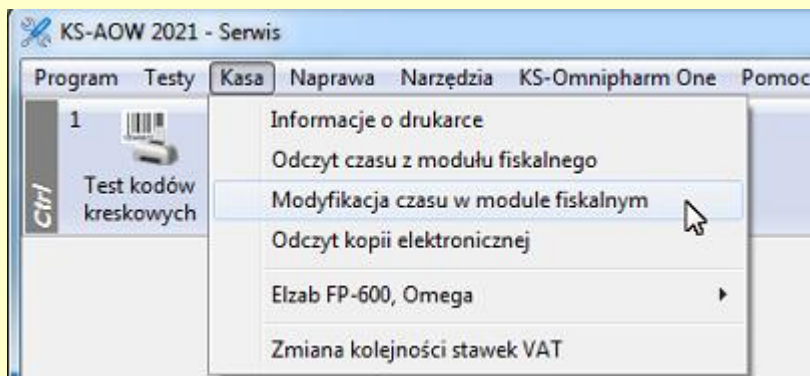 KS-AOW 2021 - Serwis
Program Testy Kasa Naprawa Narzędzia KS-Omnipharm One Pomoc
1
Ctrl
Test kodów
kreskowych
Informacje o drukarce
Odczyt czasu z modułu fiskalnego
Modyfikacja czasu w module fiskalnym
Odczyt kopii elektronicznej
Elzab FP-600, Omega
Zmiana kolejności stawek VAT